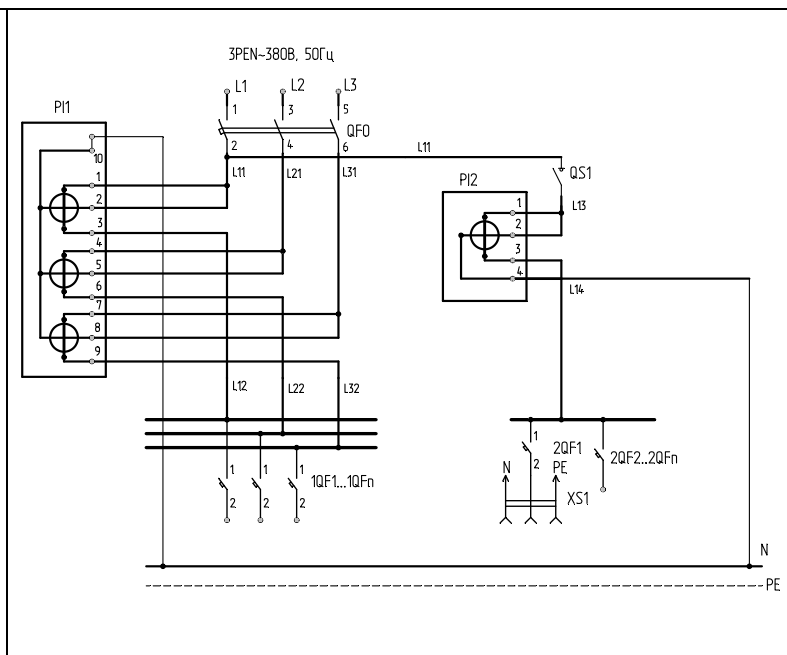 3PEN~380В, 50Гц
L1 L2 L3
PI1
1 3 5
QF0
2 4 6
L11
10
L11 L21 L31
QS1
1
PI2
2
L13
1
3
2
4
3
5
4
6
L14
7
8
9
L12 L22 L32
1 2QF1
N 2 PE 2QF2...2QFn
1 1 1 1QF1...1QFn
2 2 2
XS1
N
PE